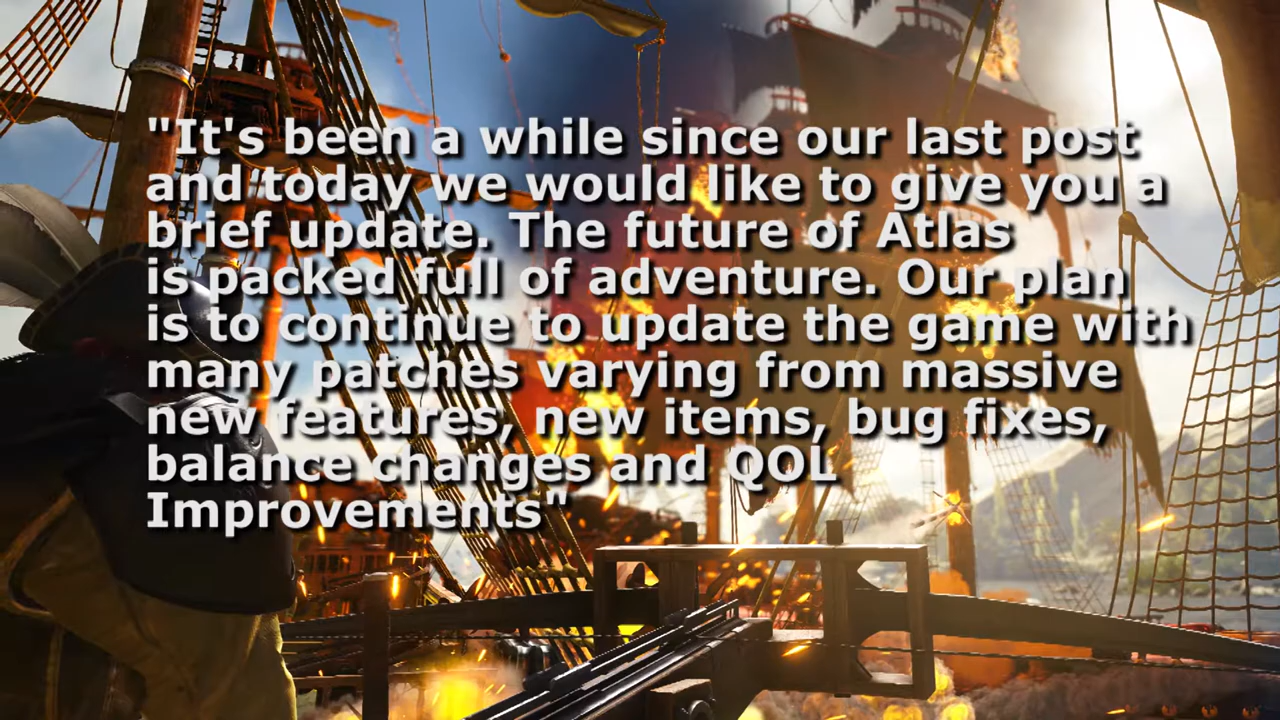 "It's been a while since our last post
and today we would like to give you a
brief update. The future of Atlas
is packed full of adventure. Our plan
is to continue to update the game with
many patches varying from massive
new features, new items, bug fixes,
balance changes and QOL
Improvements"